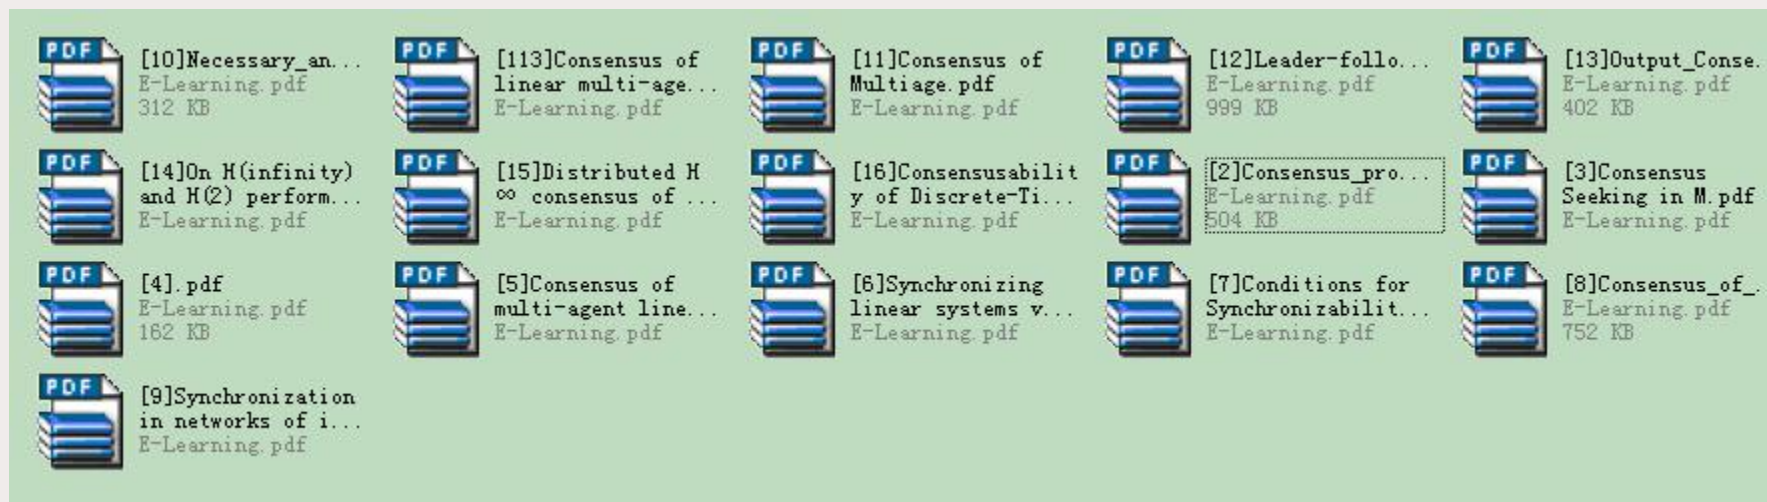 PDF
[10]Necessary_an...
E-Learning.pdf
312 KB
PDF
[113]Consensus of
linear multi-age...
E-Learning.pdf
PDF
[11]Consensus of
Multiage.pdf
E-Learning.pdf
PDF
[12]Leader-follo...
E-Learning.pdf
999 KB
PDF
[13]Output_Conse.
E-Learning.pdf
402 KB
PDF
[14]On H(infinity)
and H(2) perform...
E-Learning.pdf
PDF
[15]Distributed H
∞ consensus of ...
E-Learning.pdf
PDF
[16]Consensusabilit
y of Discrete-Ti...
E-Learning.pdf
PDF
[2]Consensus_pro...
E-Learning.pdf
504 KB
PDF
[3]Consensus
Seeking in M.pdf
E-Learning.pdf
PDF
[4].pdf
E-Learning.pdf
162 KB
PDF
[5]Consensus of
multi-agent line...
E-Learning.pdf
PDF
[6]Synchronizing
linear systems v...
E-Learning.pdf
PDF
[7]Conditions for
Synchronizabilit...
E-Learning.pdf
PDF
[8]Consensus_of_.
E-Learning.pdf
752 KB
PDF
[9]Synchronization
in networks of i...
E-Learning.pdf